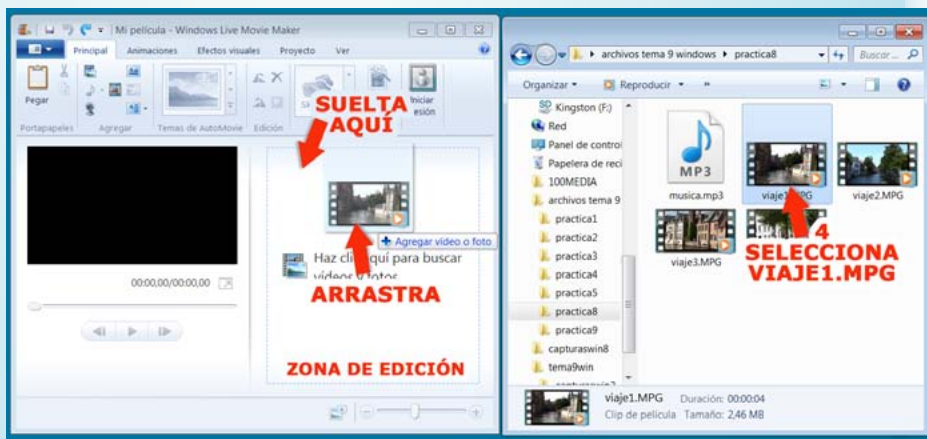 Mi película - Windows Live Movie Maker
Principal Animaciones Efectos visuales Proyecto Ver
Pegar
Iniciar
esión
Portapapeles Agregar Temas de AutoMovie Edición
SUELTA
AQUÍ
Agregar vídeo o foto
Haz clic aquí para buscar
vídeos y fotos
ARRASTRA
00:00,00/00:00,00
ZONA DE EDICIÓN
archivos tema 9 windows practica8
Buscar ...
Organizar Reproducir »
Kingston (F:)
Red
Panel de control
Papelera de reci
100MEDIA
archivos tema 9
practica1
practica2
practica3
practica4
practica5
practica8
practica9
capturaswin8
tema9win
MP3
musica.mp3
viaje1.MPG
viaje2.MPG
viaje3.MPG
4
SELECCIONA
VIAJE1.MPG
viaje1.MPG Duración: 00:00:04
Clip de película Tamaño: 2,46 MB